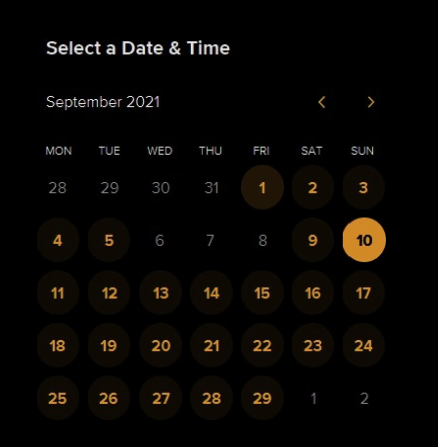 Select a Date & Time
September 2021
MON TUE WED THU FRI SAT SUN
28 29 30 31 1 2 3
4 5 6 7 8 9 10
11 12 13 14 15 16 17
18 19 20 21 22 23 24
25 26 27 28 29 1 2